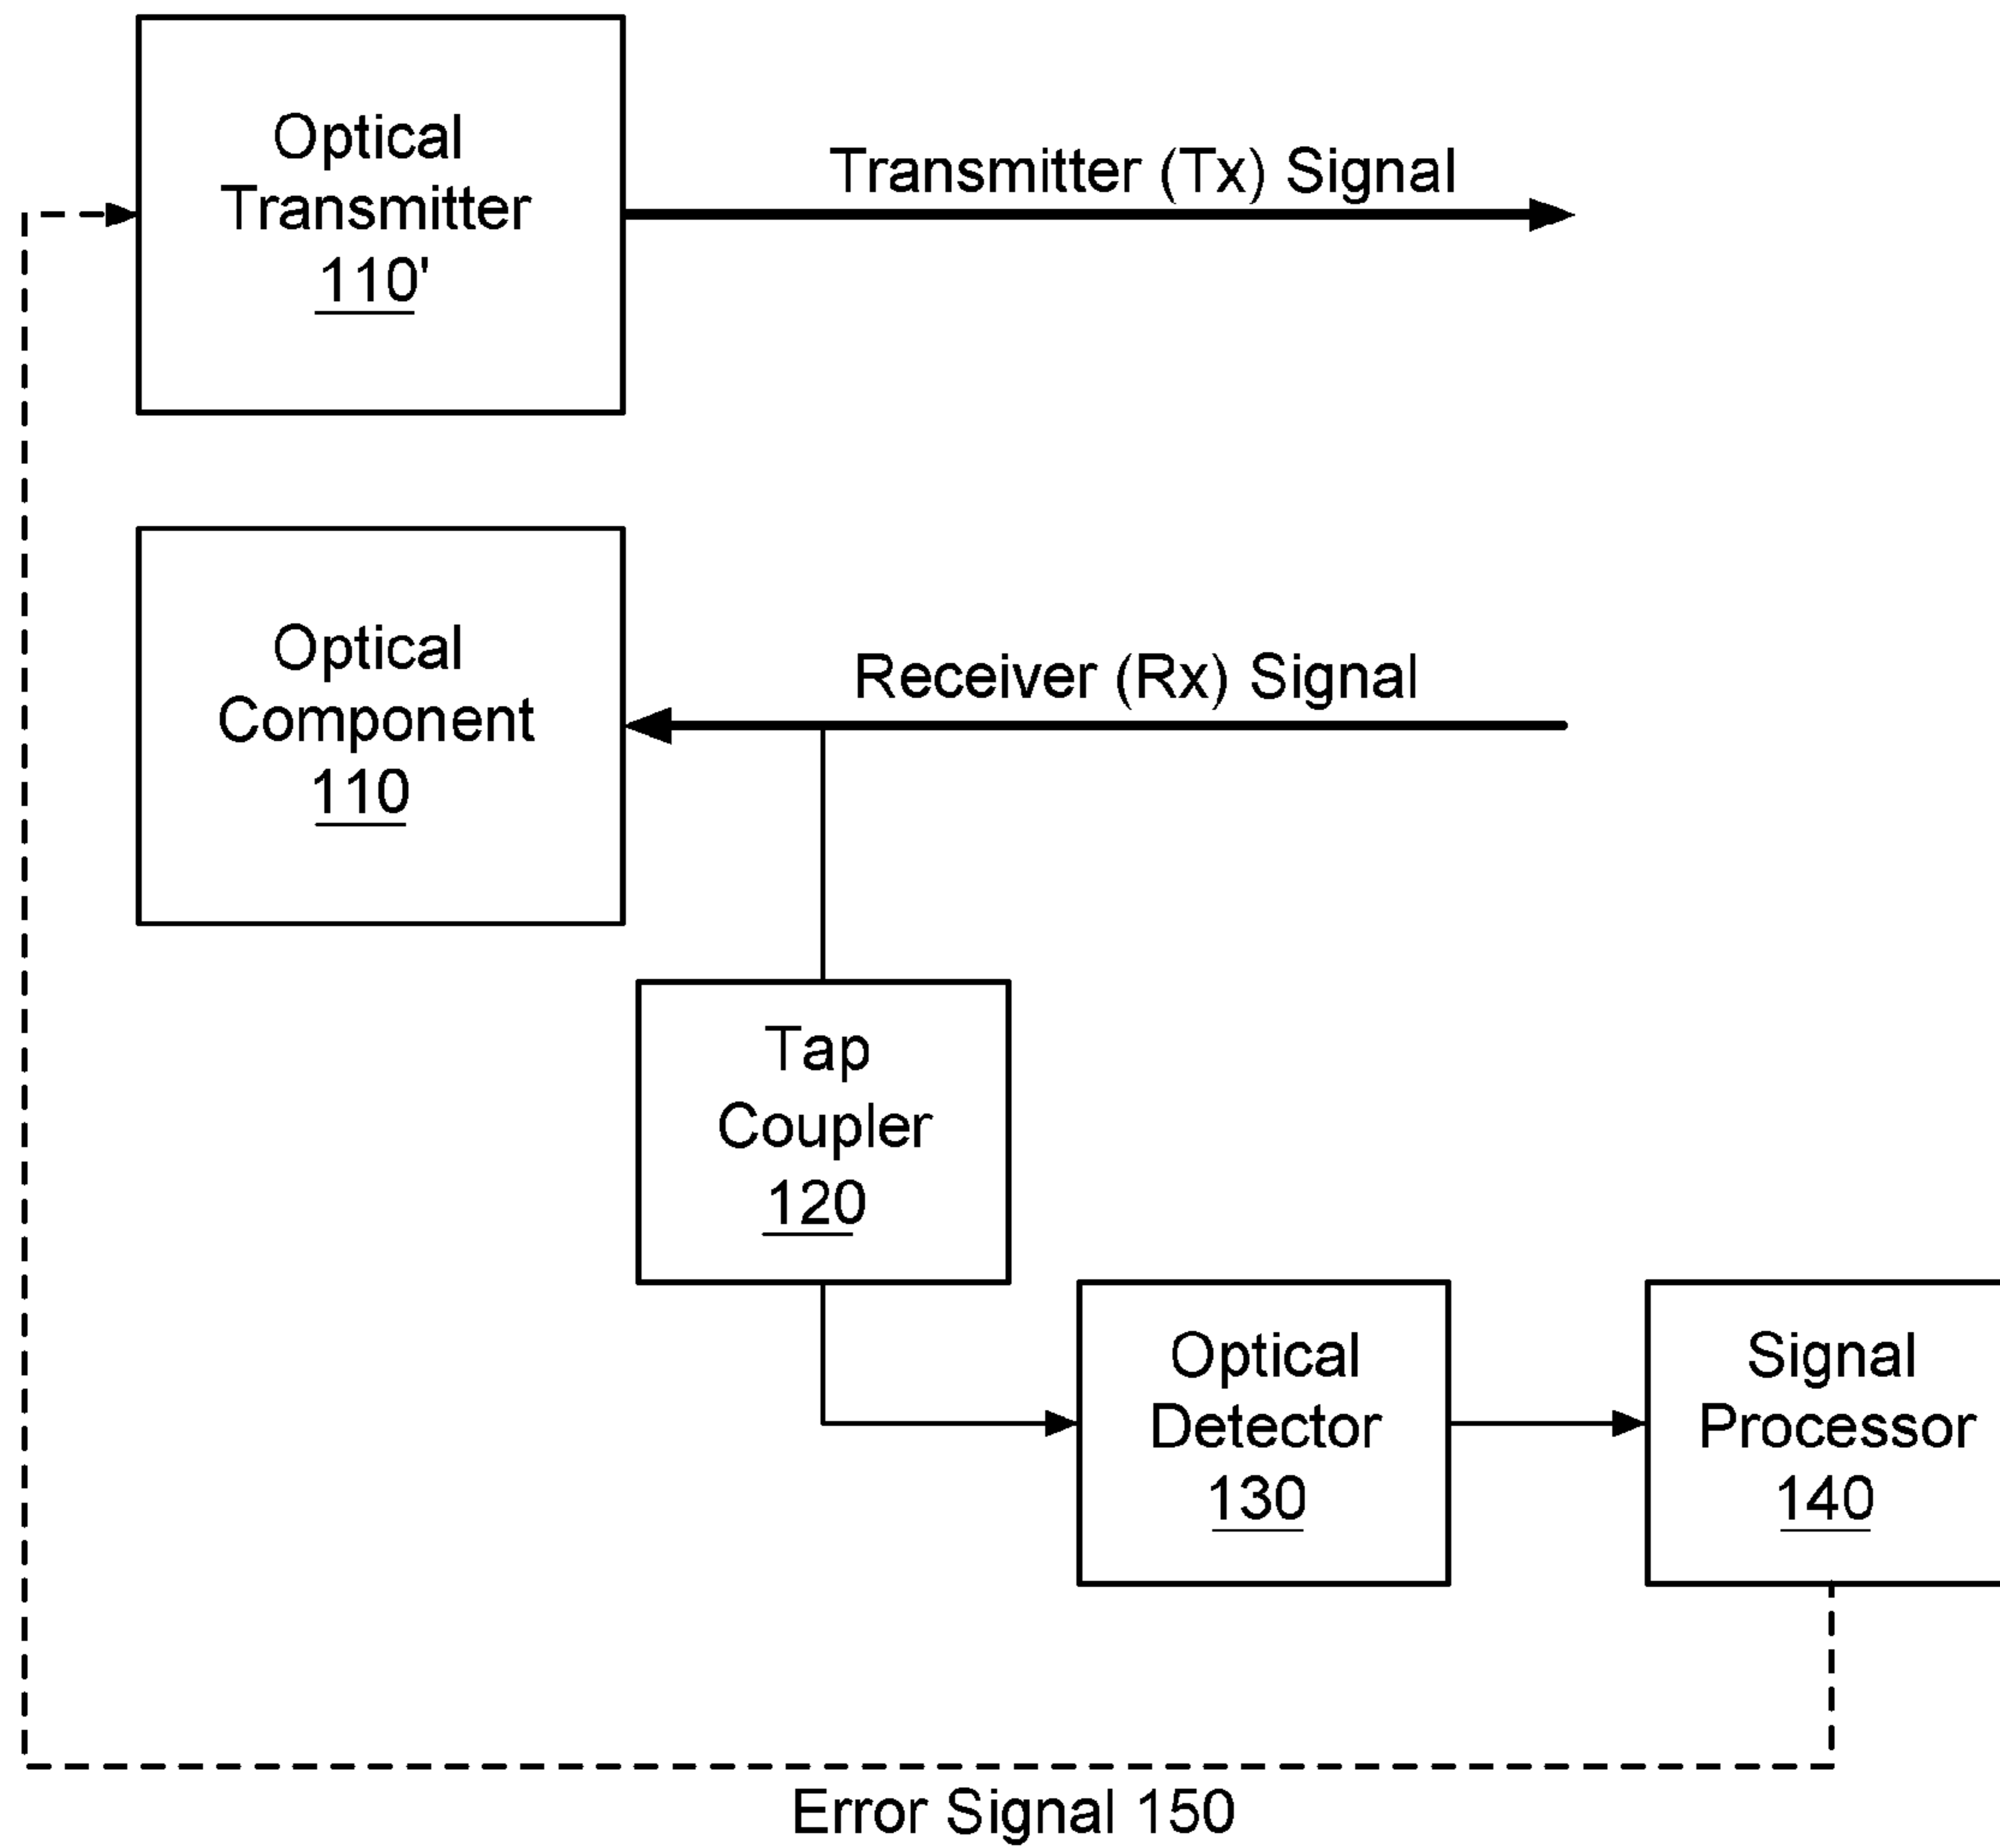 Optical
Transmitter
110'
Transmitter (Tx) Signal
Optical
Component
110
Receiver (Rx) Signal
Tap
Coupler
120
Optical
Detector
130
Signal
Processor
140
Error Signal 150